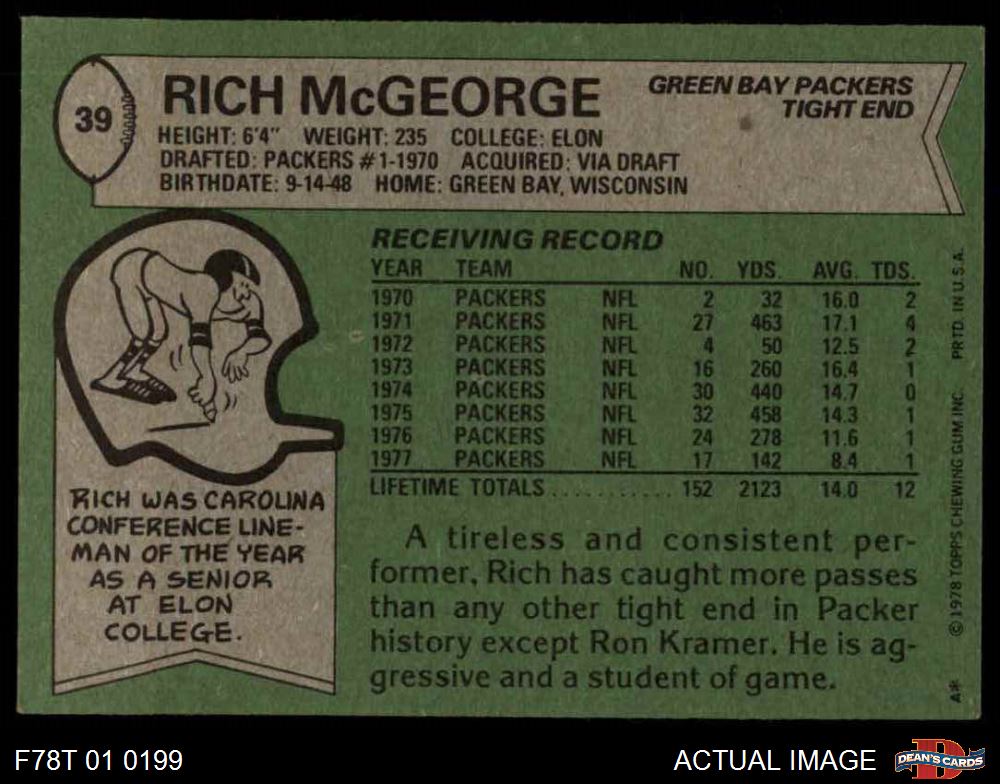 39
RICH McGEORGE
GREEN BAY PACKERS
TIGHT END
HEIGHT: 6'4" WEIGHT: 235 COLLEGE: ELON
DRAFTED: PACKERS #1-1970 ACQUIRED: VIA DRAFT
BIRTHDATE: 9-14-48 HOME: GREEN BAY, WISCONSIN
RECEIVING RECORD
YEAR TEAM NO. YDS. AVG. TDS.
1970 PACKERS NFL 2 32 16.0 2
1971 PACKERS NFL 27 463 17.1 4
1972 PACKERS NFL 4 50 12.5 2
1973 PACKERS NFL 16 260 16.4 1
1974 PACKERS NFL 30 440 14.7 0
1975 PACKERS NFL 32 458 14.3 1
1976 PACKERS NFL 24 278 11.6 1
1977 PACKERS NFL 17 142 8.4 1
LIFETIME TOTALS............ 152 2123 14.0 12
RICH WAS CAROLINA
CONFERENCE LINE-
MAN OF THE YEAR
AS A SENIOR
AT ELON
COLLEGE.
A tireless and consistent per-
former, Rich has caught more passes
than any other tight end in Packer
history except Ron Kramer. He is ag-
gressive and a student of game.
©1978 TOPPS CHEWING GUM INC. PRTD. IN U.S.A.
F78T 01 0199
ACTUAL IMAGE
DEAN'S CARDS